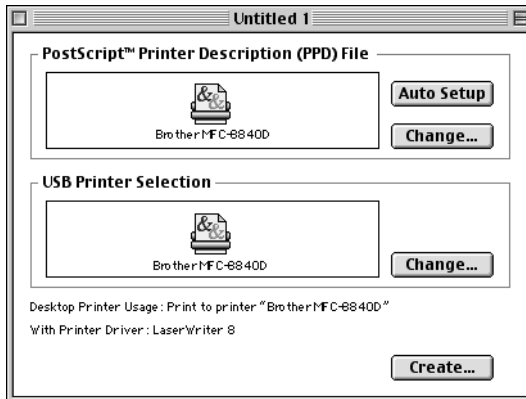 Untitled 1
PostScript™ Printer Description (PPD) File
Auto Setup
Brother MFC-8840D
Change...
USB Printer Selection
Brother MFC-8840D
Change...
Desktop Printer Usage : Print to printer “Brother MFC-8840D”
With Printer Driver : LaserWriter 8
Create...